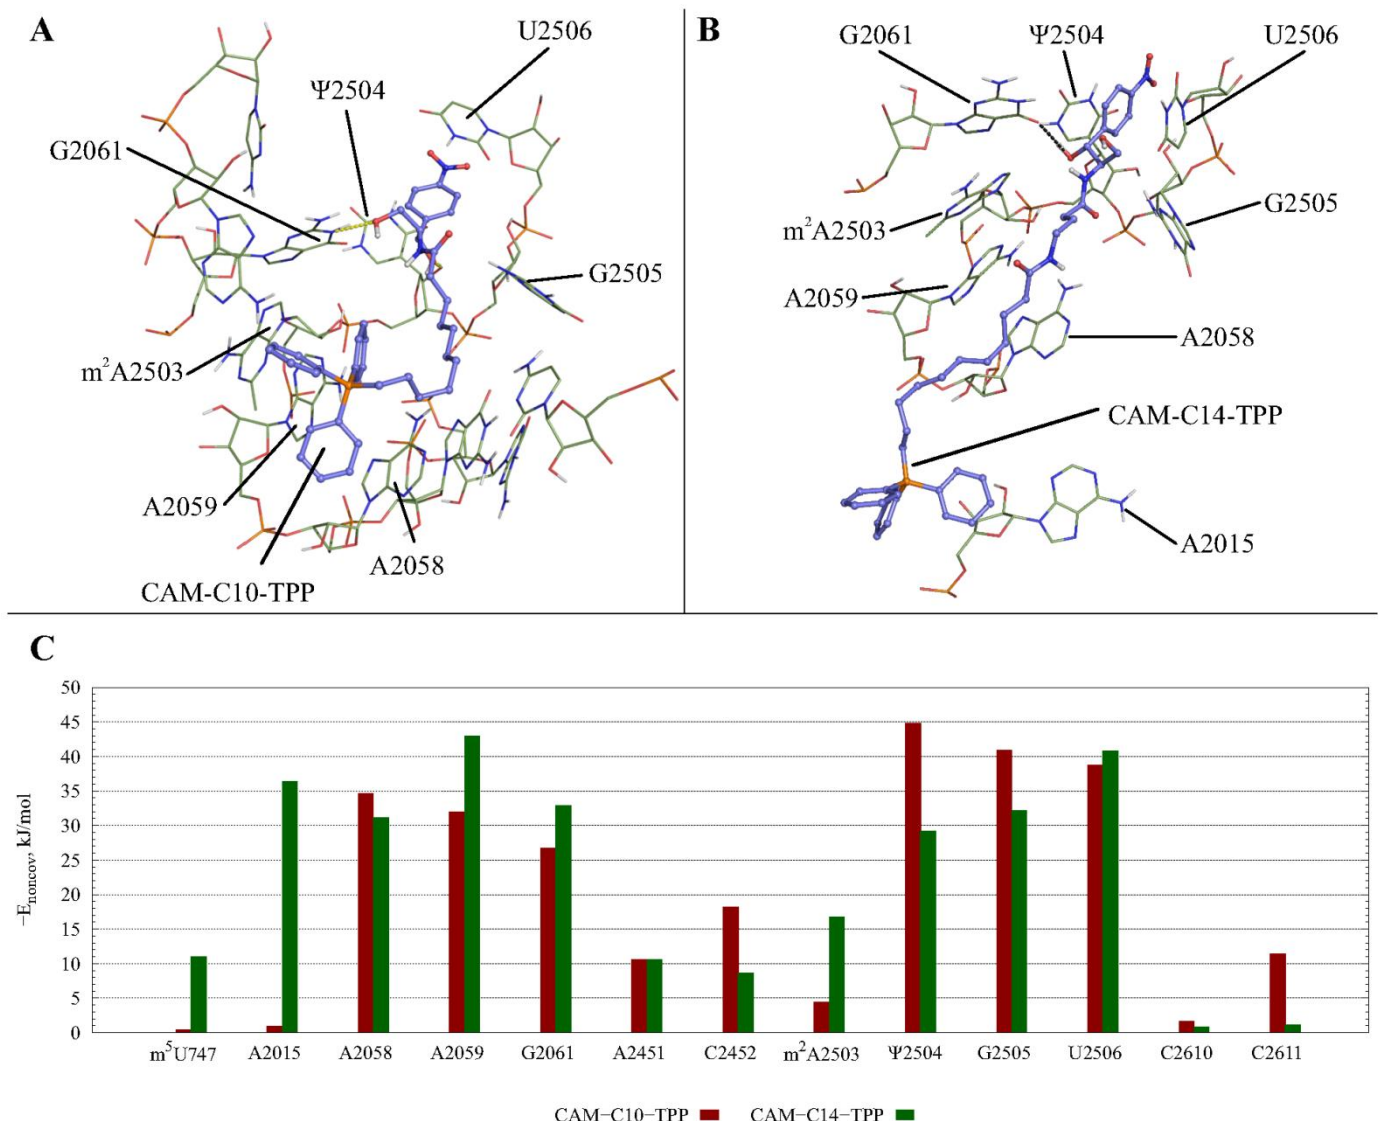 A
U2506
Ψ2504
G2061
G2505
m²A2503
A2059
A2058
CAM-C10-TPP
B
G2061
Ψ2504
U2506
m²A2503
G2505
A2059
A2058
CAM-C14-TPP
A2015
C
−Enoncov, kJ/mol
50
45
40
35
30
25
20
15
10
5
0
m⁵U747 A2015 A2058 A2059 G2061 A2451 C2452 m²A2503 Ψ2504 G2505 U2506 C2610 C2611
CAM−C10−TPP CAM−C14−TPP